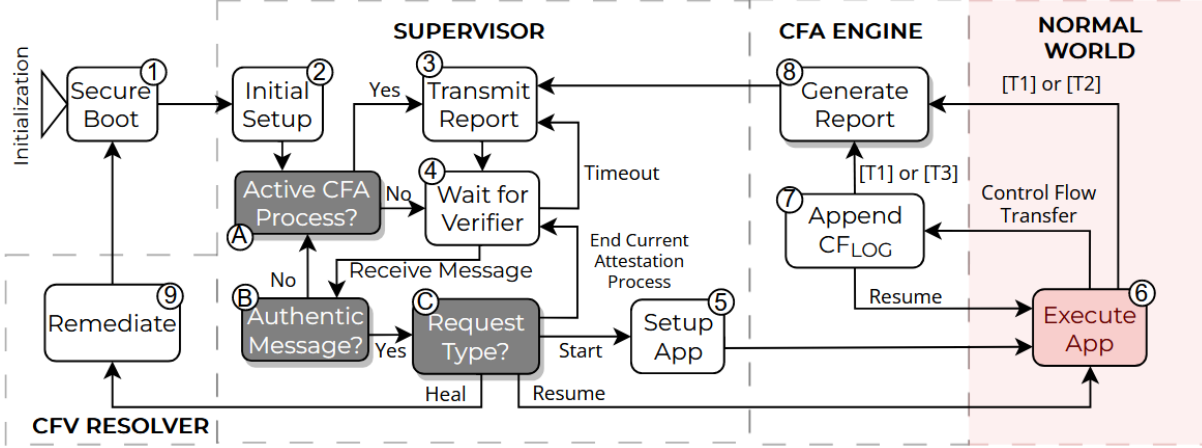 SUPERVISOR
CFA ENGINE
NORMAL
WORLD
Initialization
1
Secure
Boot
2
Initial
Setup
Yes
3
Transmit
Report
8
Generate
Report
[T1] or [T2]
A
Active CFA
Process?
No
4
Wait for
Verifier
Timeout
[T1] or [T3]
7
Append
CFLOG
Control Flow
Transfer
End Current
Attestation
Process
No
Receive Message
Resume
9
Remediate
B
Authentic
Message?
Yes
C
Request
Type?
Start
5
Setup
App
6
Execute
App
Heal
Resume
CFV RESOLVER